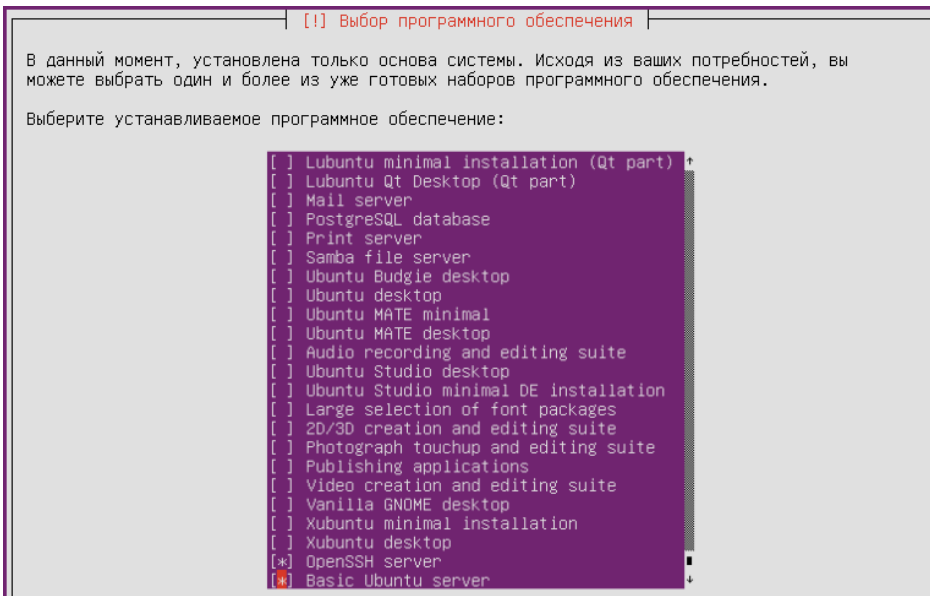 [!] Выбор программного обеспечения
В данный момент, установлена только основа системы. Исходя из ваших потребностей, вы
можете выбрать один и более из уже готовых наборов программного обеспечения.
Выберите устанавливаемое программное обеспечение:
[ ] Lubuntu minimal installation (Qt part) ↑
[ ] Lubuntu Qt Desktop (Qt part)
[ ] Mail server
[ ] PostgreSQL database
[ ] Print server
[ ] Samba file server
[ ] Ubuntu Budgie desktop
[ ] Ubuntu desktop
[ ] Ubuntu MATE minimal
[ ] Ubuntu MATE desktop
[ ] Audio recording and editing suite
[ ] Ubuntu Studio desktop
[ ] Ubuntu Studio minimal DE installation
[ ] Large selection of font packages
[ ] 2D/3D creation and editing suite
[ ] Photograph touchup and editing suite
[ ] Publishing applications
[ ] Video creation and editing suite
[ ] Vanilla GNOME desktop
[ ] Xubuntu minimal installation
[ ] Xubuntu desktop
[*] OpenSSH server
[*] Basic Ubuntu server ↓